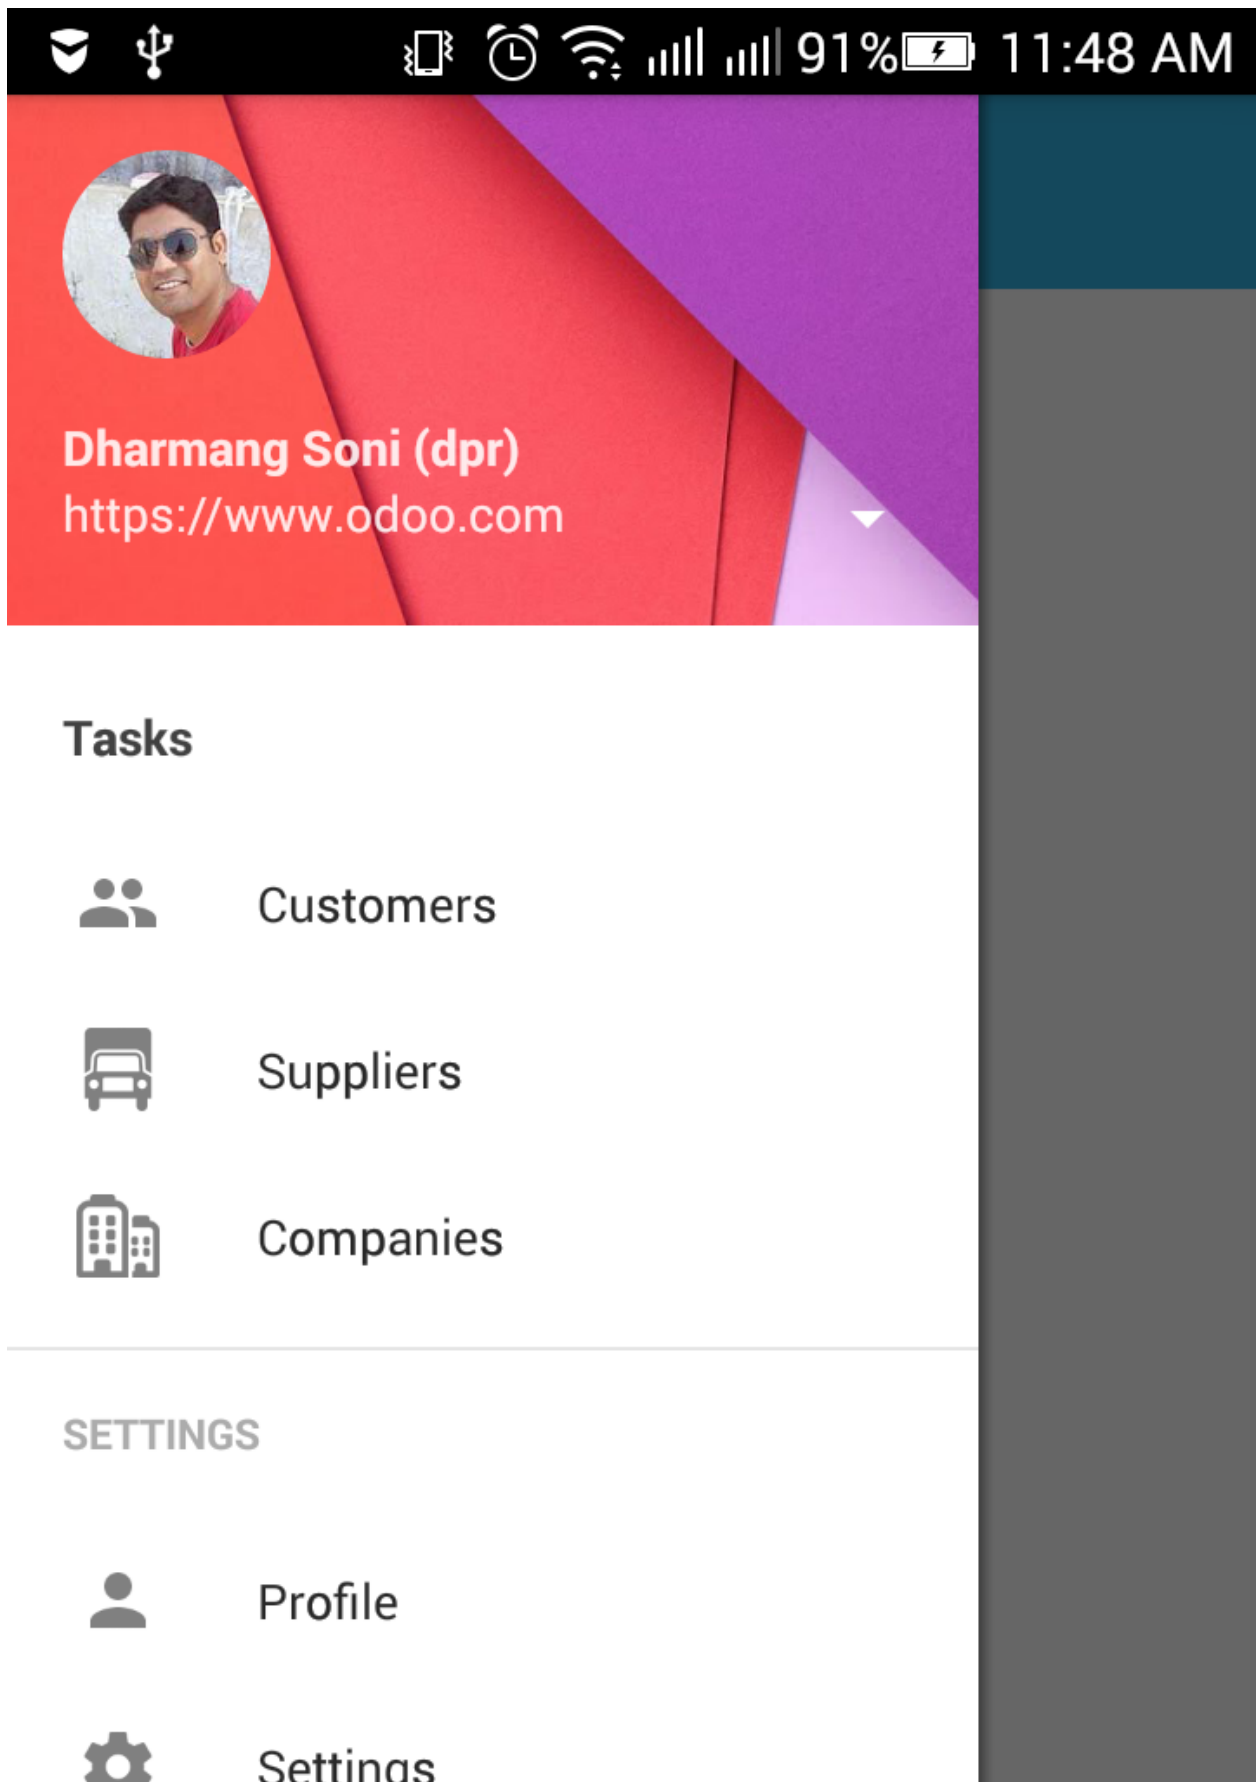 91% 11:48 AM
Dharmang Soni (dpr)
https://www.odoo.com
Tasks
Customers
Suppliers
Companies
SETTINGS
Profile
Settings